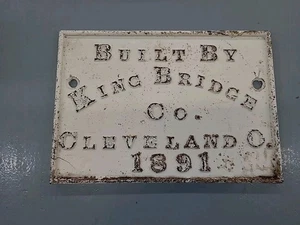 BUILT BY
KING BRIDGE
CO.
CLEVELAND O.
1891